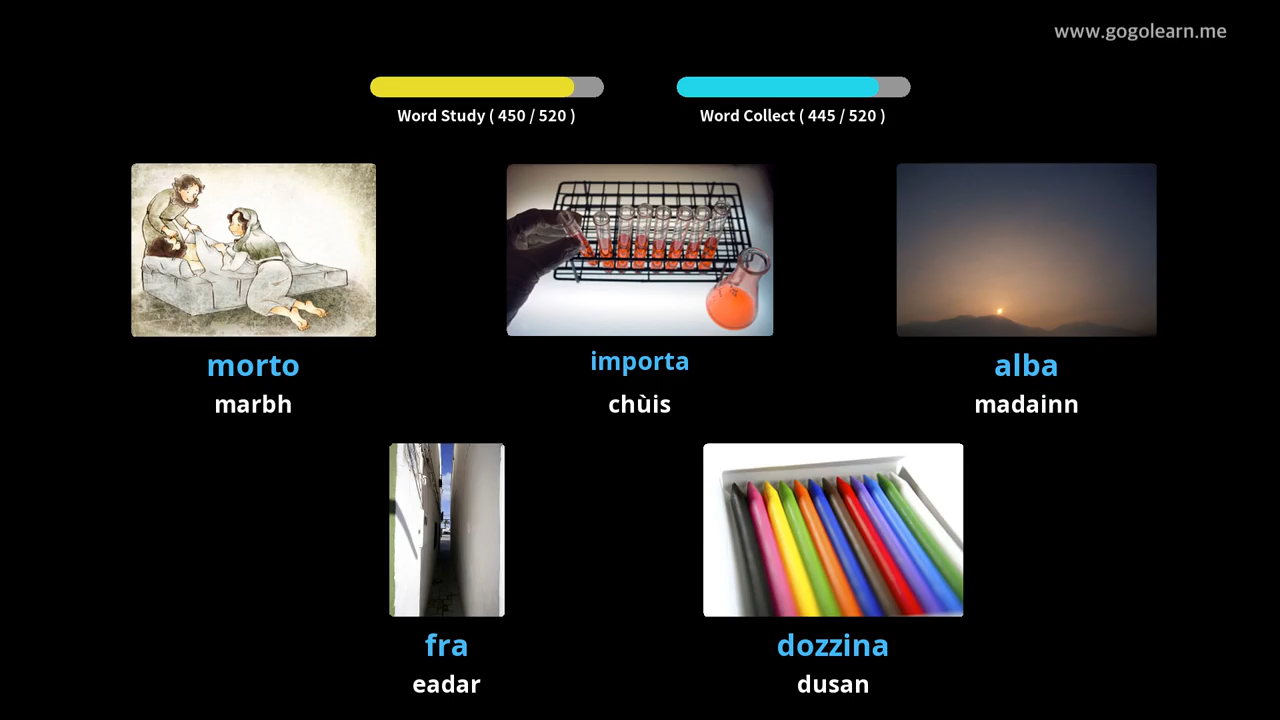 www.gogolearn.me
Word Study ( 450 / 520 )
Word Collect ( 445 / 520 )
morto
marbh
importa
chùis
alba
madainn
fra
eadar
dozzina
dusan